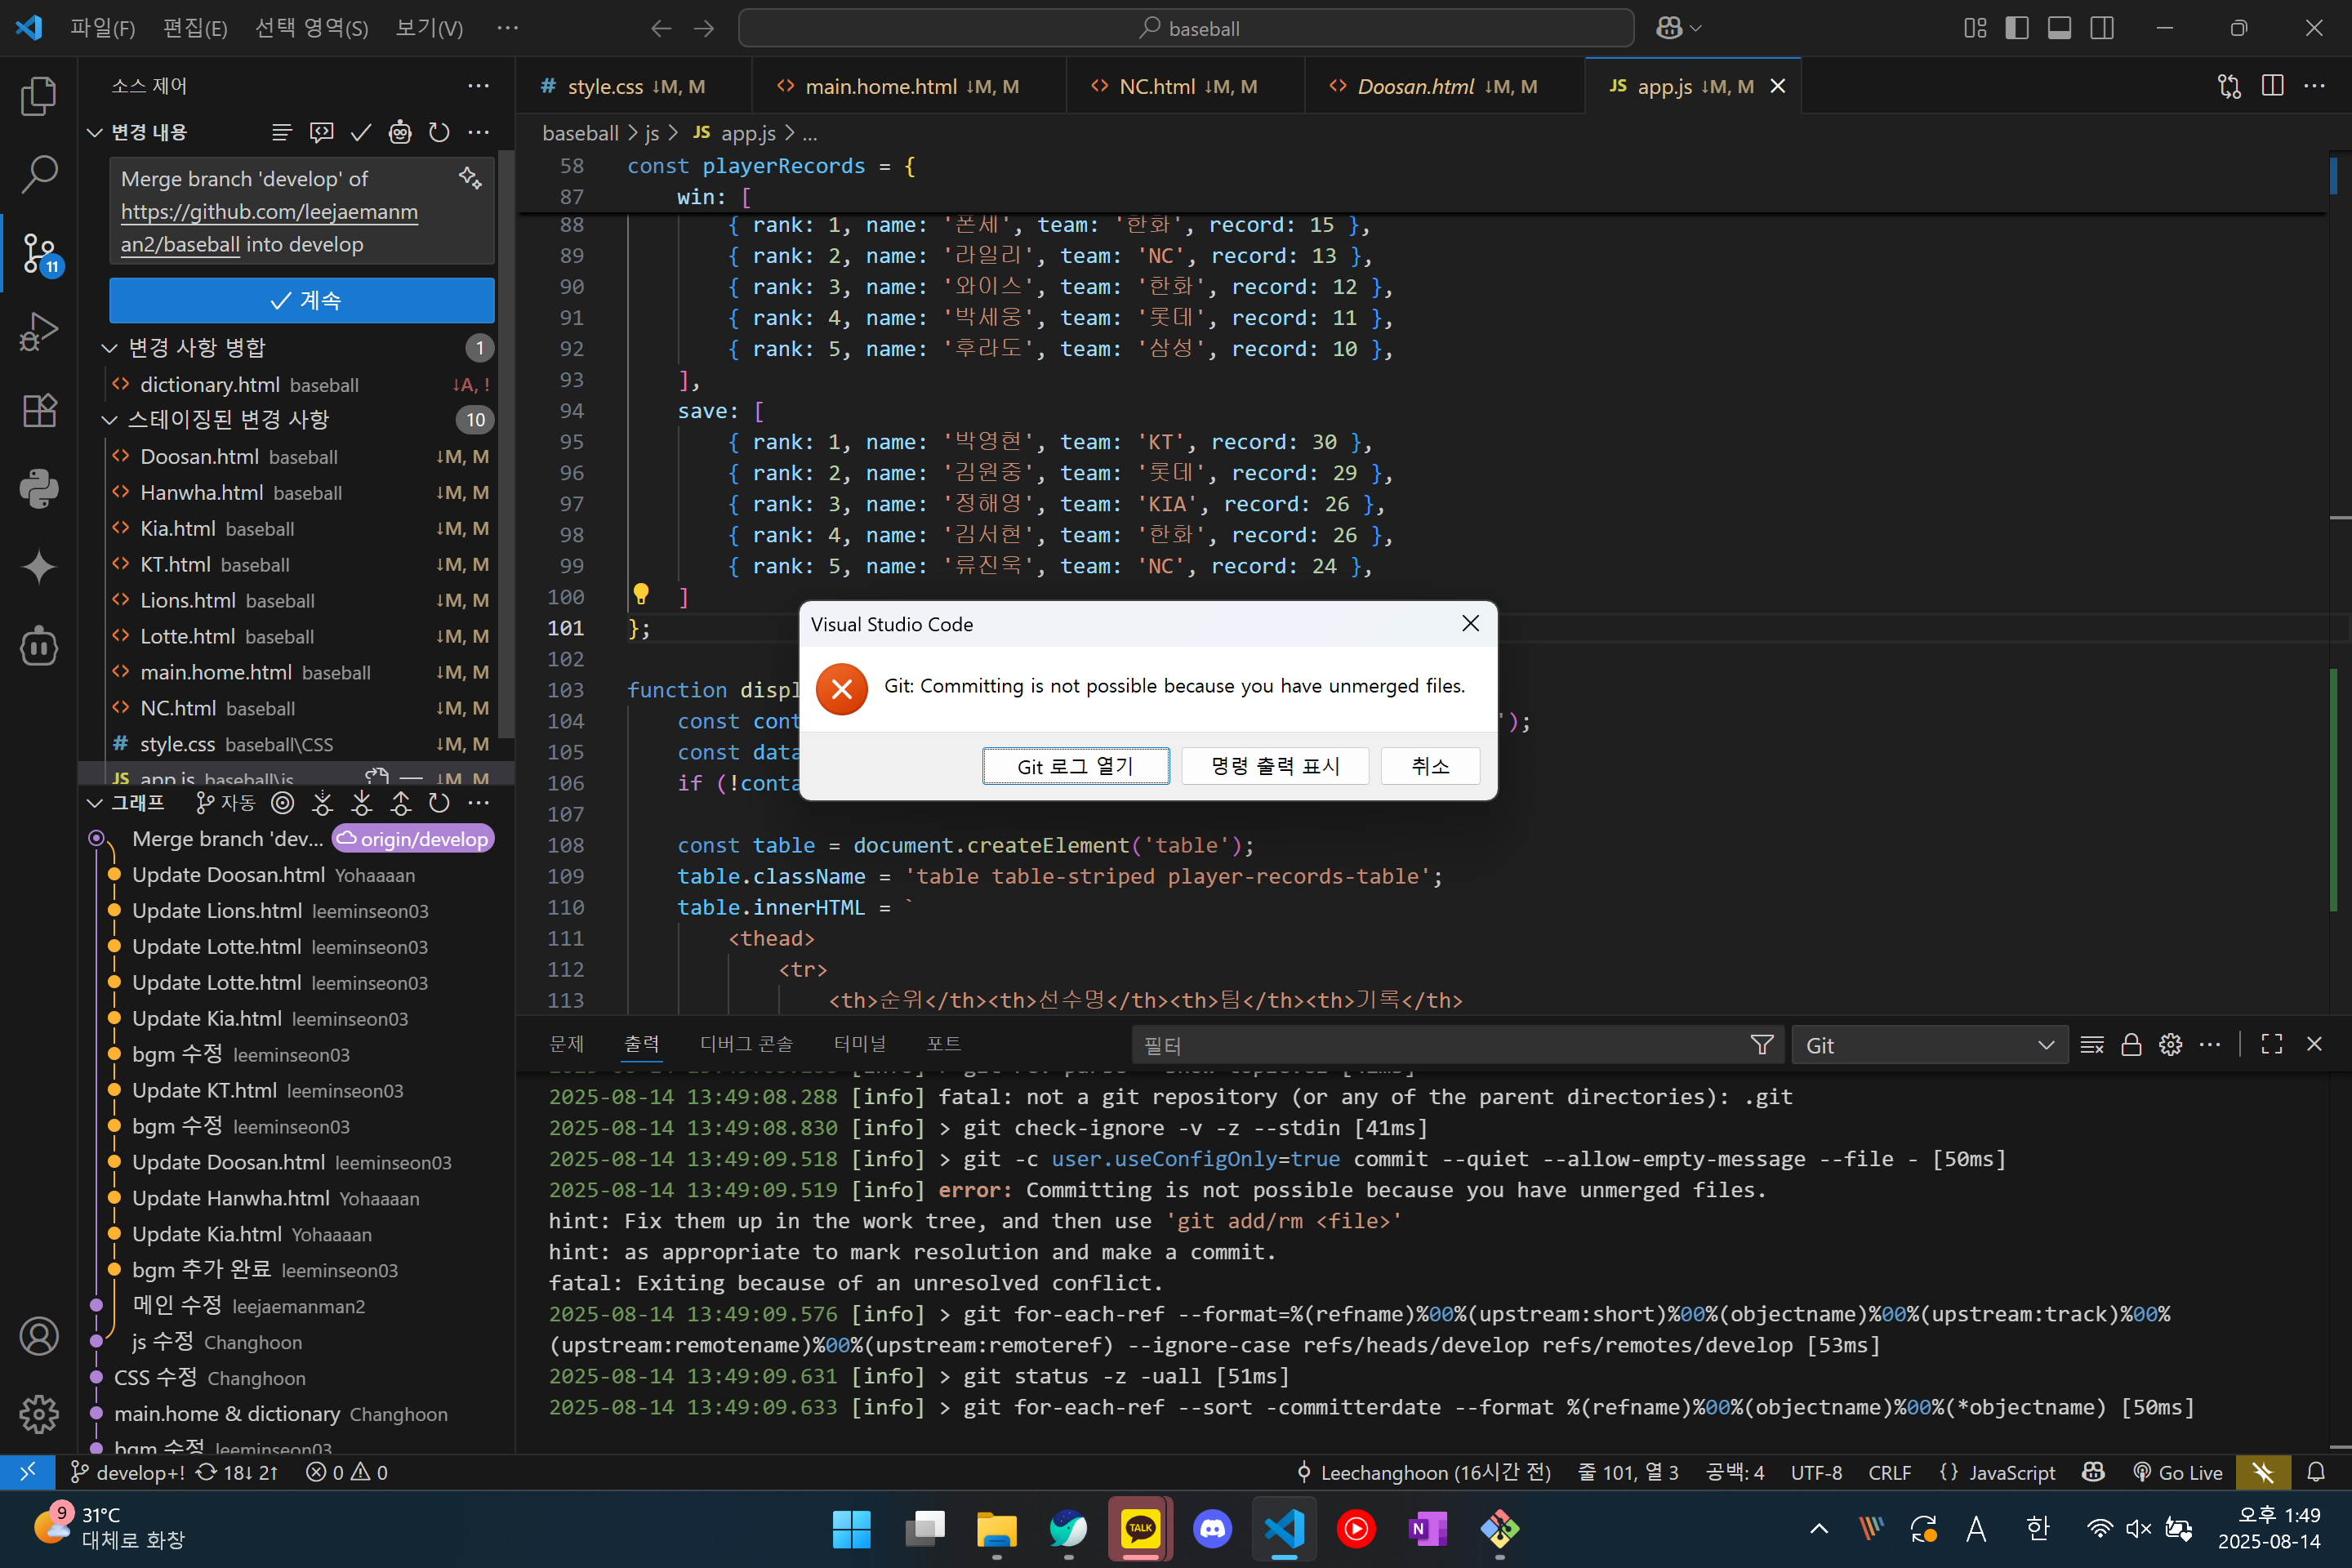 파일(F) 편집(E) 선택 영역(S) 보기(V) ...
baseball
소스 제어
변경 내용
Merge branch 'develop' of
https://github.com/leejaemanm
an2/baseball into develop
계속
변경 사항 병합 1
dictionary.html baseball ↓A, !
스테이징된 변경 사항 10
Doosan.html baseball ↓M, M
Hanwha.html baseball ↓M, M
Kia.html baseball ↓M, M
KT.html baseball ↓M, M
Lions.html baseball ↓M, M
Lotte.html baseball ↓M, M
main.home.html baseball ↓M, M
NC.html baseball ↓M, M
# style.css baseball\CSS ↓M, M
JS app.js baseball\js ↓M, M
11
그래프 자동
Merge branch 'dev... origin/develop
Update Doosan.html Yohaaaan
Update Lions.html leeminseon03
Update Lotte.html leeminseon03
Update Lotte.html leeminseon03
Update Kia.html leeminseon03
bgm 수정 leeminseon03
Update KT.html leeminseon03
bgm 수정 leeminseon03
Update Doosan.html leeminseon03
Update Hanwha.html Yohaaaan
Update Kia.html Yohaaaan
bgm 추가 완료 leeminseon03
메인 수정 leejaemanman2
js 수정 Changhoon
CSS 수정 Changhoon
main.home & dictionary Changhoon
bgm 수정 leeminseon03
# style.css ↓M, M
main.home.html ↓M, M
NC.html ↓M, M
Doosan.html ↓M, M
JS app.js ↓M, M
baseball > js > JS app.js > ...
58 const playerRecords = {
87 win: [
88 { rank: 1, name: '폰세', team: '한화', record: 15 },
89 { rank: 2, name: '라일리', team: 'NC', record: 13 },
90 { rank: 3, name: '와이스', team: '한화', record: 12 },
91 { rank: 4, name: '박세웅', team: '롯데', record: 11 },
92 { rank: 5, name: '후라도', team: '삼성', record: 10 },
93 ],
94 save: [
95 { rank: 1, name: '박영현', team: 'KT', record: 30 },
96 { rank: 2, name: '김원중', team: '롯데', record: 29 },
97 { rank: 3, name: '정해영', team: 'KIA', record: 26 },
98 { rank: 4, name: '김서현', team: '한화', record: 26 },
99 { rank: 5, name: '류진욱', team: 'NC', record: 24 },
100 ]
101 };
102
103 function displ
104 const cont ');
105 const data
106 if (!conta
107
108 const table = document.createElement('table');
109 table.className = 'table table-striped player-records-table';
110 table.innerHTML = `
111 <thead>
112 <tr>
113 <th>순위</th><th>선수명</th><th>팀</th><th>기록</th>
Visual Studio Code
Git: Committing is not possible because you have unmerged files.
Git 로그 열기 명령 출력 표시 취소
문제 출력 디버그 콘솔 터미널 포트 필터 Git
2025-08-14 13:49:08.288 [info] fatal: not a git repository (or any of the parent directories): .git
2025-08-14 13:49:08.830 [info] > git check-ignore -v -z --stdin [41ms]
2025-08-14 13:49:09.518 [info] > git -c user.useConfigOnly=true commit --quiet --allow-empty-message --file - [50ms]
2025-08-14 13:49:09.519 [info] error: Committing is not possible because you have unmerged files.
hint: Fix them up in the work tree, and then use 'git add/rm <file>'
hint: as appropriate to mark resolution and make a commit.
fatal: Exiting because of an unresolved conflict.
2025-08-14 13:49:09.576 [info] > git for-each-ref --format=%(refname)%00%(upstream:short)%00%(objectname)%00%(upstream:track)%00%
(upstream:remotename)%00%(upstream:remoteref) --ignore-case refs/heads/develop refs/remotes/develop [53ms]
2025-08-14 13:49:09.631 [info] > git status -z -uall [51ms]
2025-08-14 13:49:09.633 [info] > git for-each-ref --sort -committerdate --format %(refname)%00%(objectname)%00%(*objectname) [50ms]
develop+! 18↓ 2↑ 0 0 Leechanghoon (16시간 전) 줄 101, 열 3 공백: 4 UTF-8 CRLF {} JavaScript Go Live
9 31°C
대체로 화창
TALK
N
A 한
오후 1:49
2025-08-14